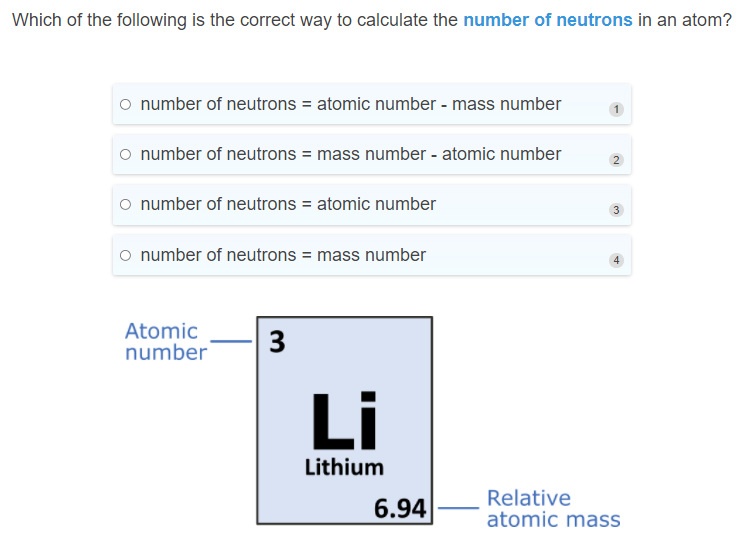 Which of the following is the correct way to calculate the number of neutrons in an atom?
number of neutrons = atomic number - mass number 1
number of neutrons = mass number - atomic number 2
number of neutrons = atomic number 3
number of neutrons = mass number 4
Atomic
number
3
Li
Lithium
6.94
Relative
atomic mass